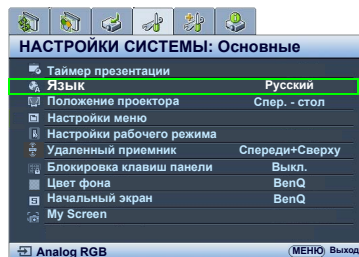 НАСТРОЙКИ СИСТЕМЫ: Основные
Таймер презентации
Язык Русский
Положение проектора Спер. - стол
Настройки меню
Настройки рабочего режима
Удаленный приемник Спереди+Сверху
Блокировка клавиш панели Выкл.
Цвет фона BenQ
Начальный экран BenQ
My Screen
Analog RGB МЕНЮ Выход